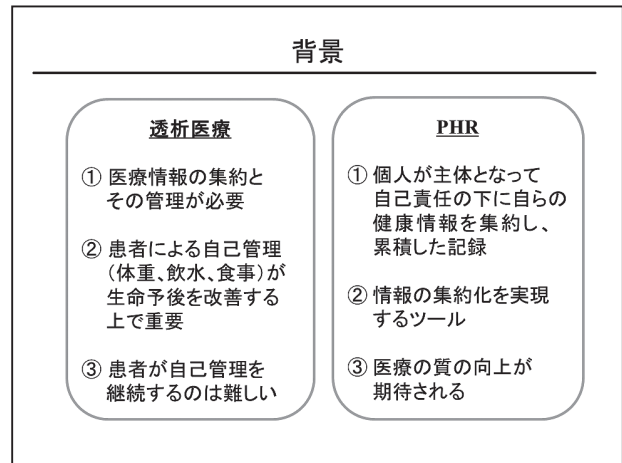 背景
透析医療
① 医療情報の集約と
その管理が必要
② 患者による自己管理
(体重、飲水、食事)が
生命予後を改善する
上で重要
③ 患者が自己管理を
継続するのは難しい
PHR
① 個人が主体となって
自己責任の下に自らの
健康情報を集約し、
累積した記録
② 情報の集約化を実現
するツール
③ 医療の質の向上が
期待される